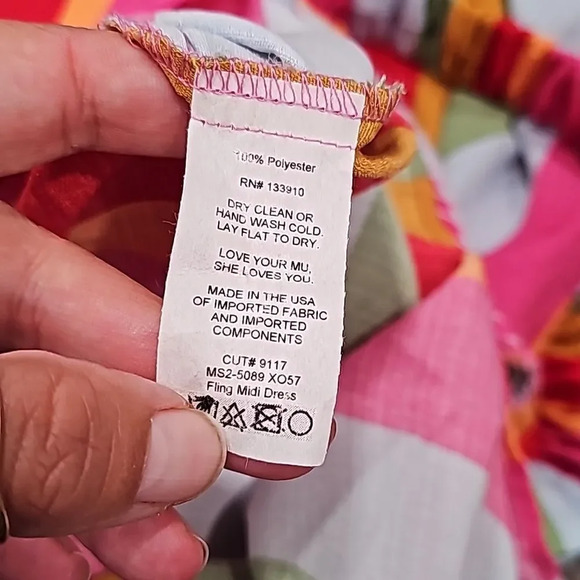 100% Polyester
RN# 133910
DRY CLEAN OR
HAND WASH COLD.
LAY FLAT TO DRY.
LOVE YOUR MU,
SHE LOVES YOU.
MADE IN THE USA
OF IMPORTED FABRIC
AND IMPORTED
COMPONENTS
CUT# 9117
MS2-5089 XO57
Fling Midi Dress